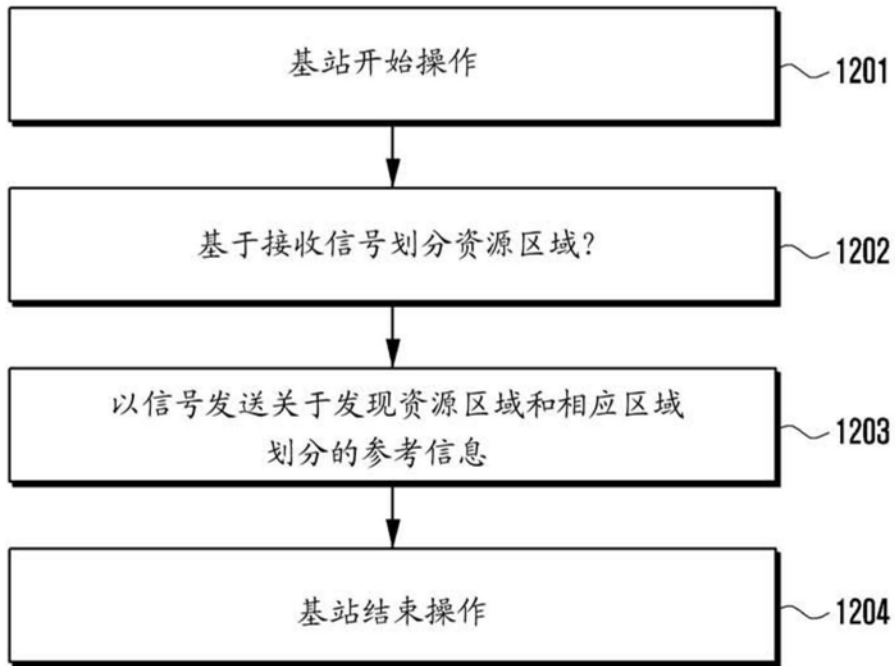 基站开始操作
1201
基于接收信号划分资源区域?
1202
以信号发送关于发现资源区域和相应区域
划分的参考信息
1203
基站结束操作
1204